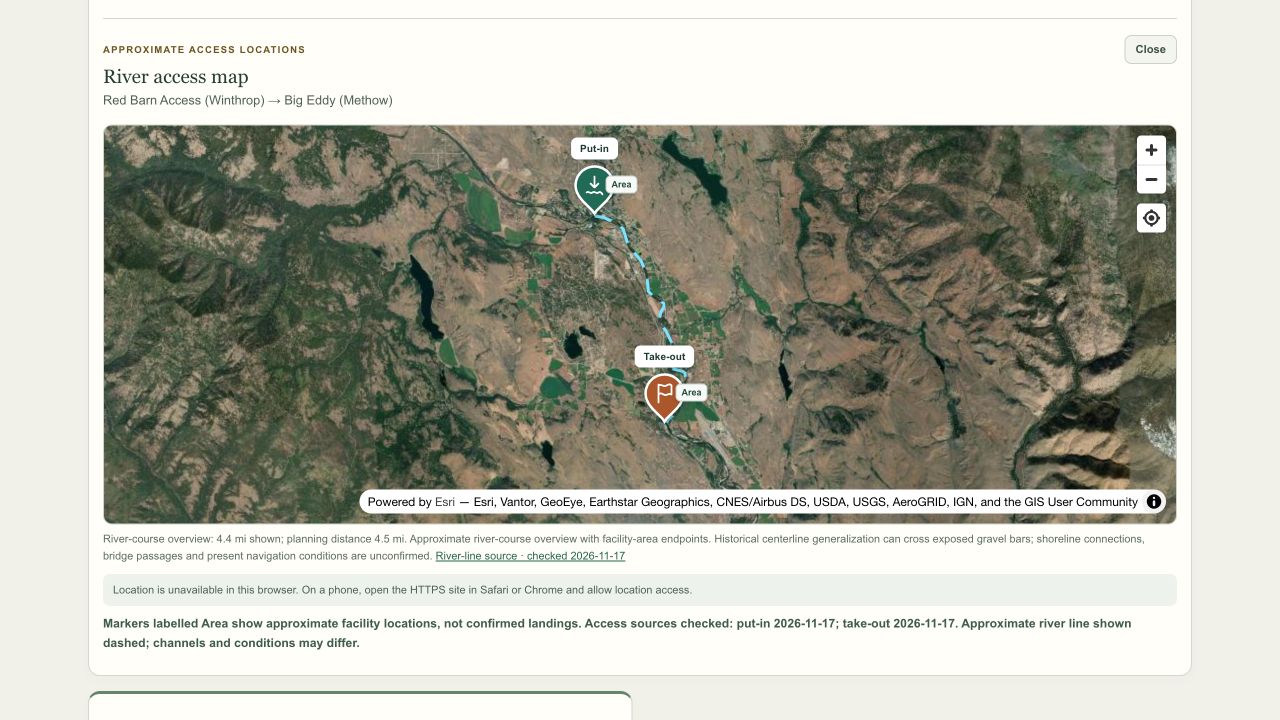 APPROXIMATE ACCESS LOCATIONS
Close
River access map
Red Barn Access (Winthrop) → Big Eddy (Methow)
Put-in
Area
Take-out
Area
Powered by Esri — Esri, Vantor, GeoEye, Earthstar Geographics, CNES/Airbus DS, USDA, USGS, AeroGRID, IGN, and the GIS User Community
River-course overview: 4.4 mi shown; planning distance 4.5 mi. Approximate river-course overview with facility-area endpoints. Historical centerline generalization can cross exposed gravel bars; shoreline connections,
bridge passages and present navigation conditions are unconfirmed. River-line source · checked 2026-11-17
Location is unavailable in this browser. On a phone, open the HTTPS site in Safari or Chrome and allow location access.
Markers labelled Area show approximate facility locations, not confirmed landings. Access sources checked: put-in 2026-11-17; take-out 2026-11-17. Approximate river line shown
dashed; channels and conditions may differ.